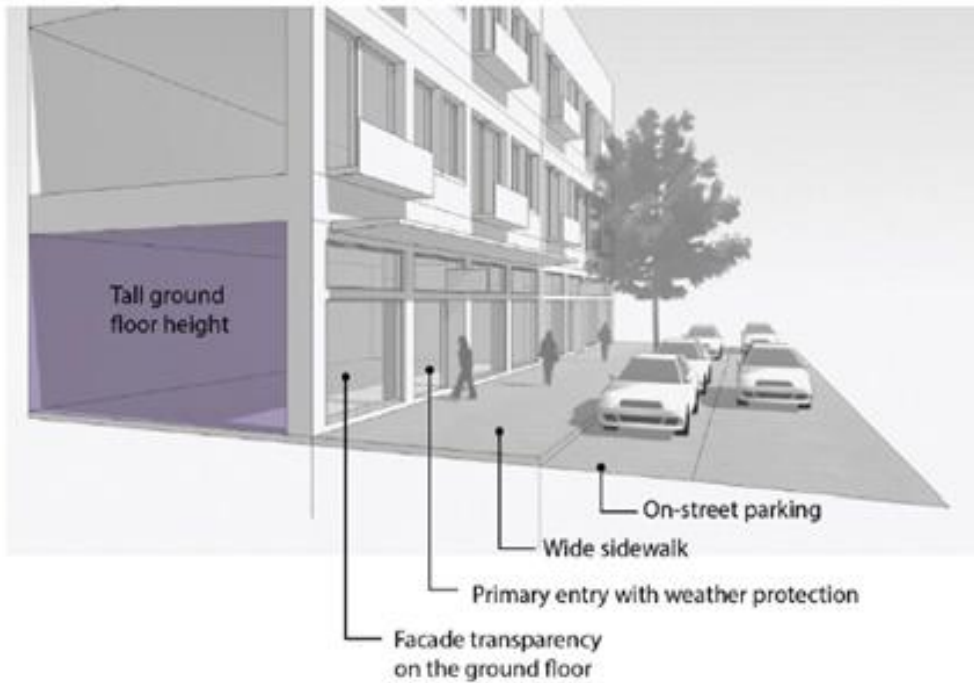 Tall ground
floor height
On-street parking
Wide sidewalk
Primary entry with weather protection
Facade transparency
on the ground floor